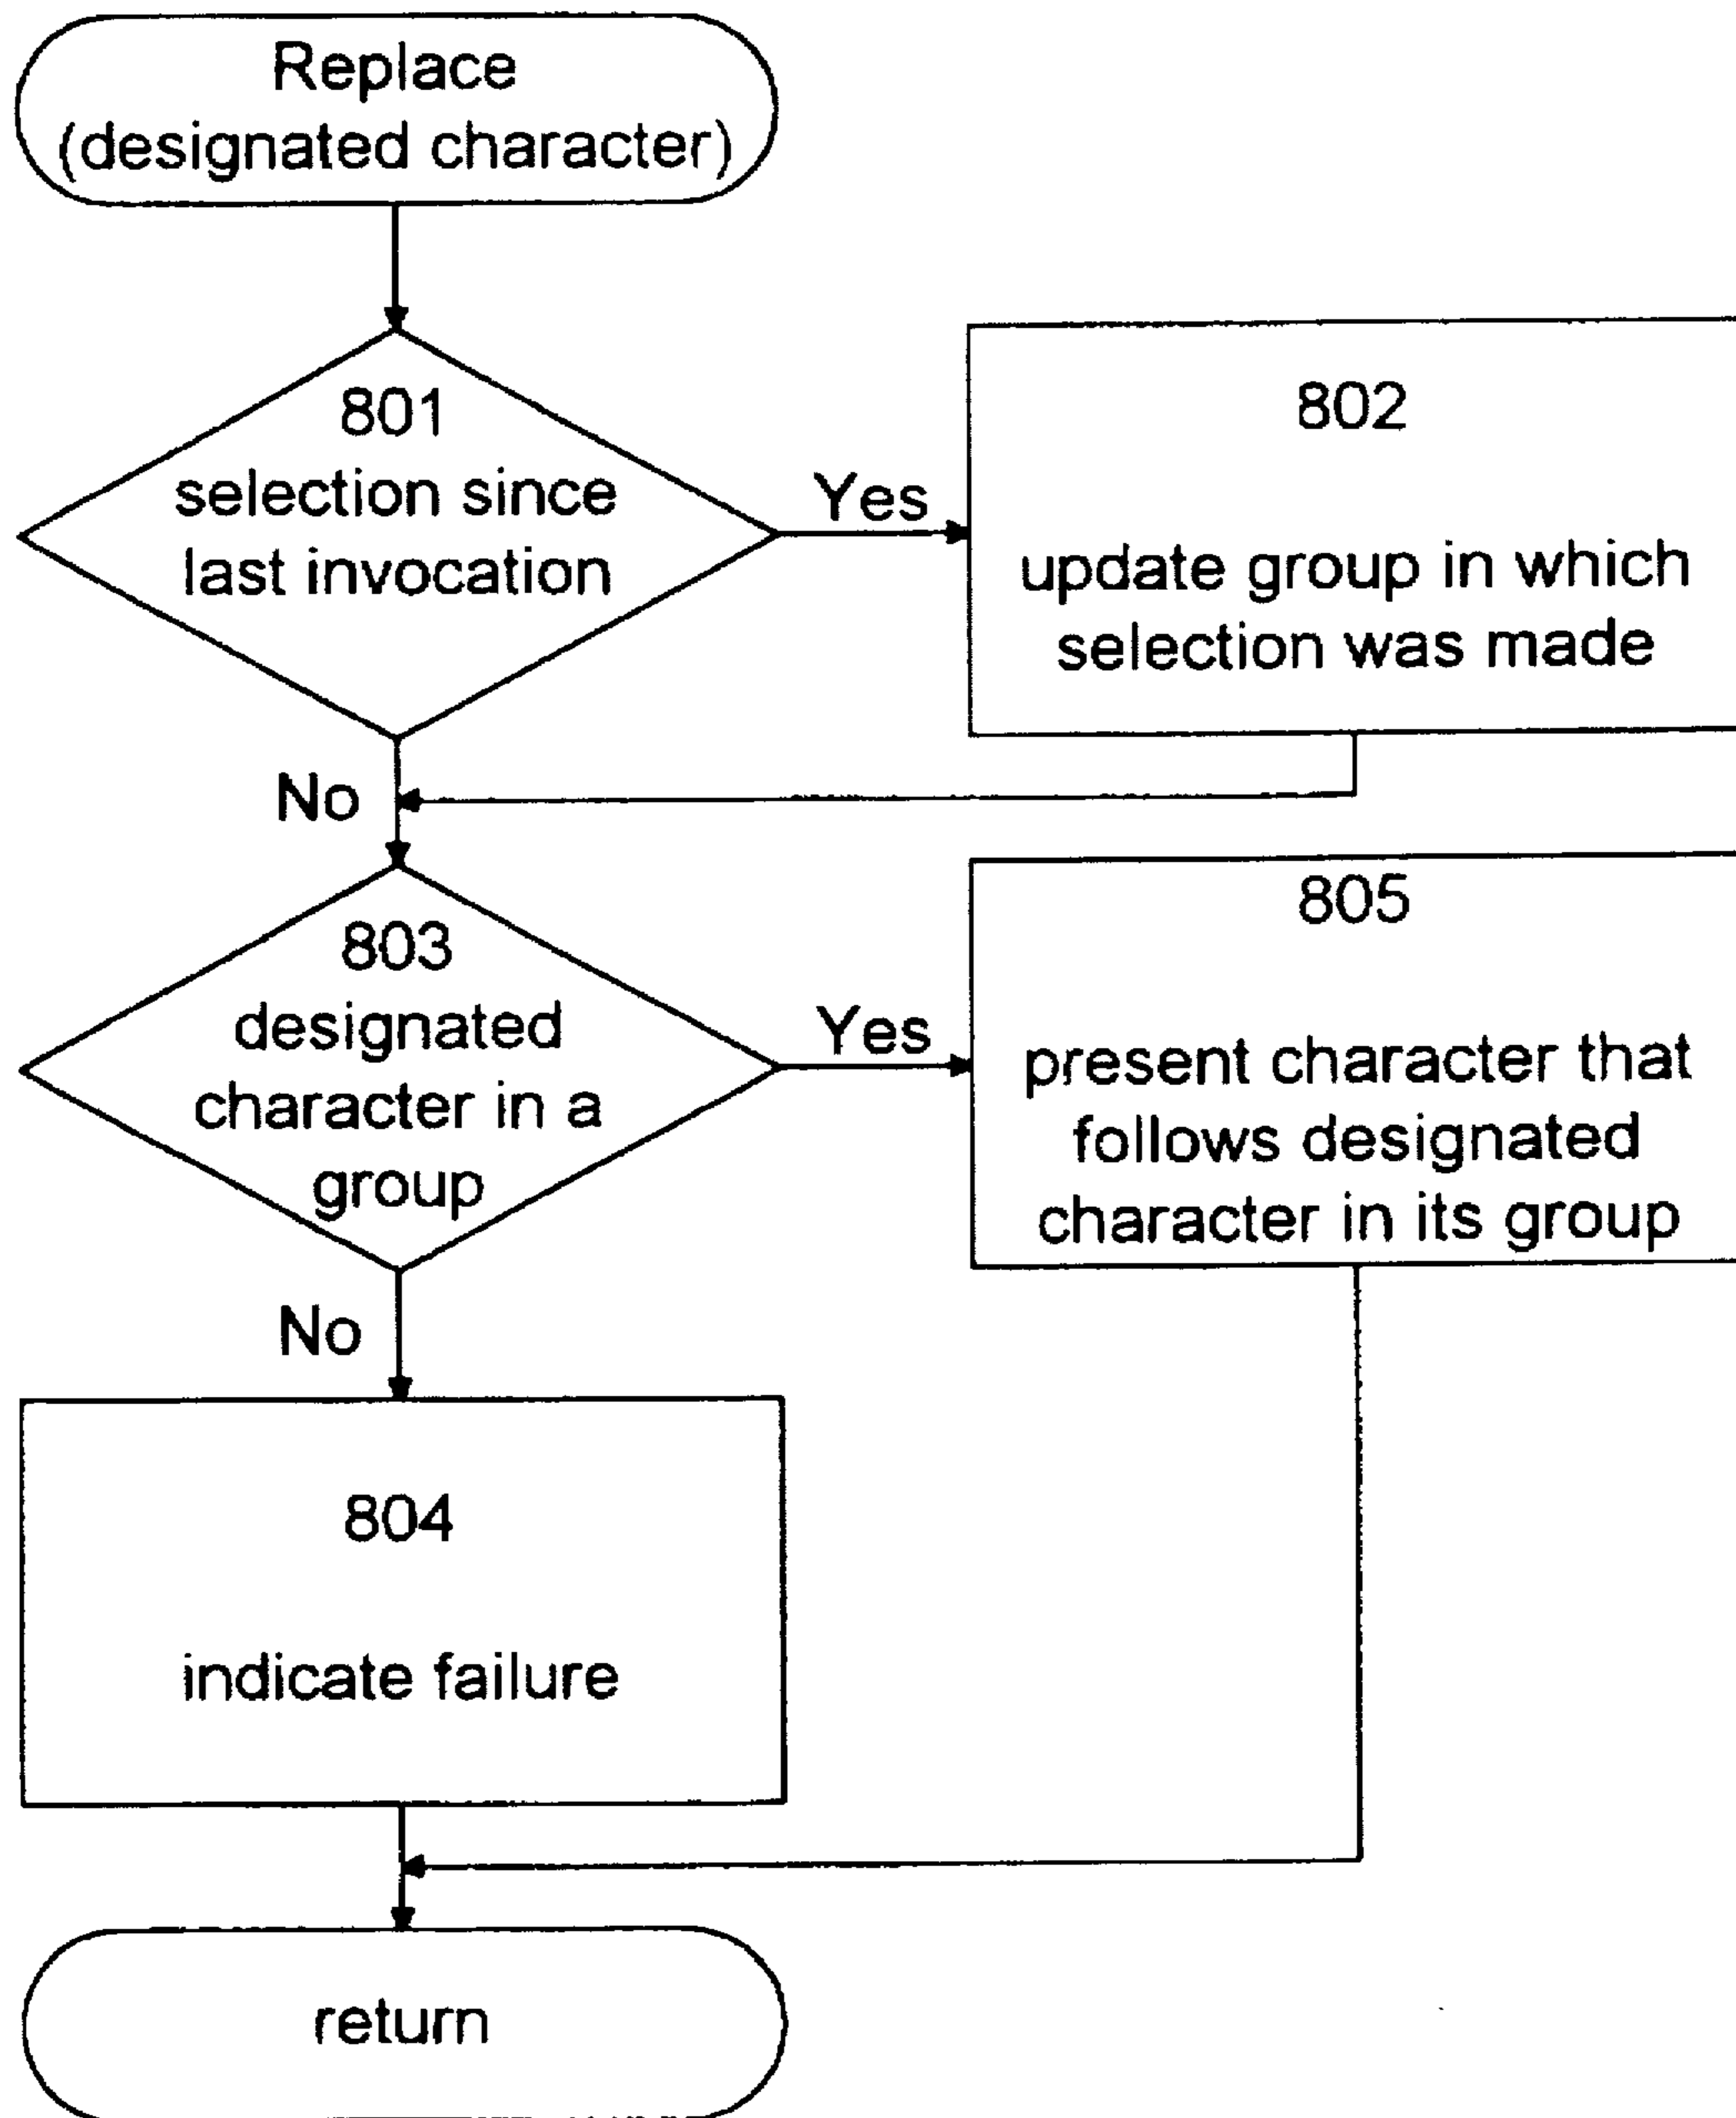 Replace
(designated character)
801
selection since
last invocation
Yes
802
update group in which
selection was made
No
803
designated
character in a
group
Yes
805
present character that
follows designated
character in its group
No
804
indicate failure
return